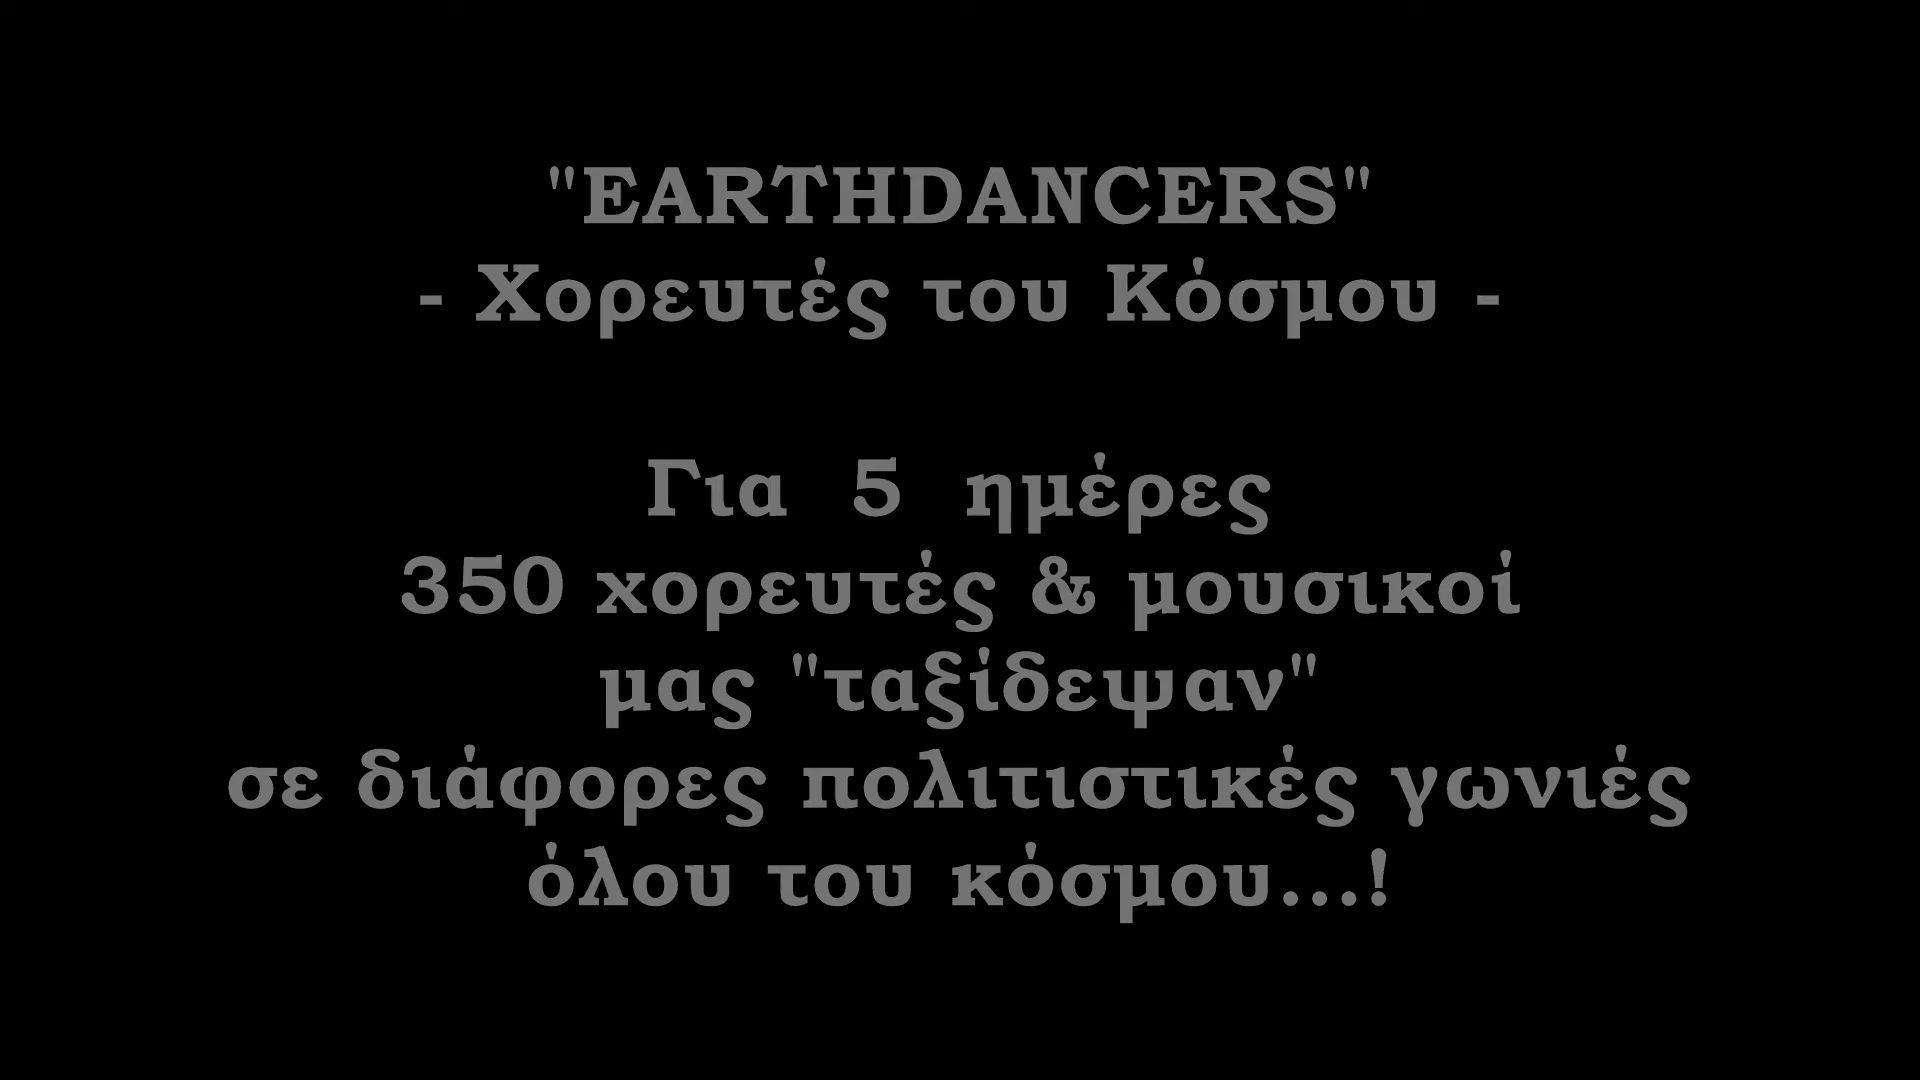 "EARTHDANCERS"
- Χορευτές του Κόσμου -
Για 5 ημέρες
350 χορευτές & μουσικοί
μας "ταξίδεψαν"
σε διάφορες πολιτιστικές γωνιές
όλου του κόσμου...!